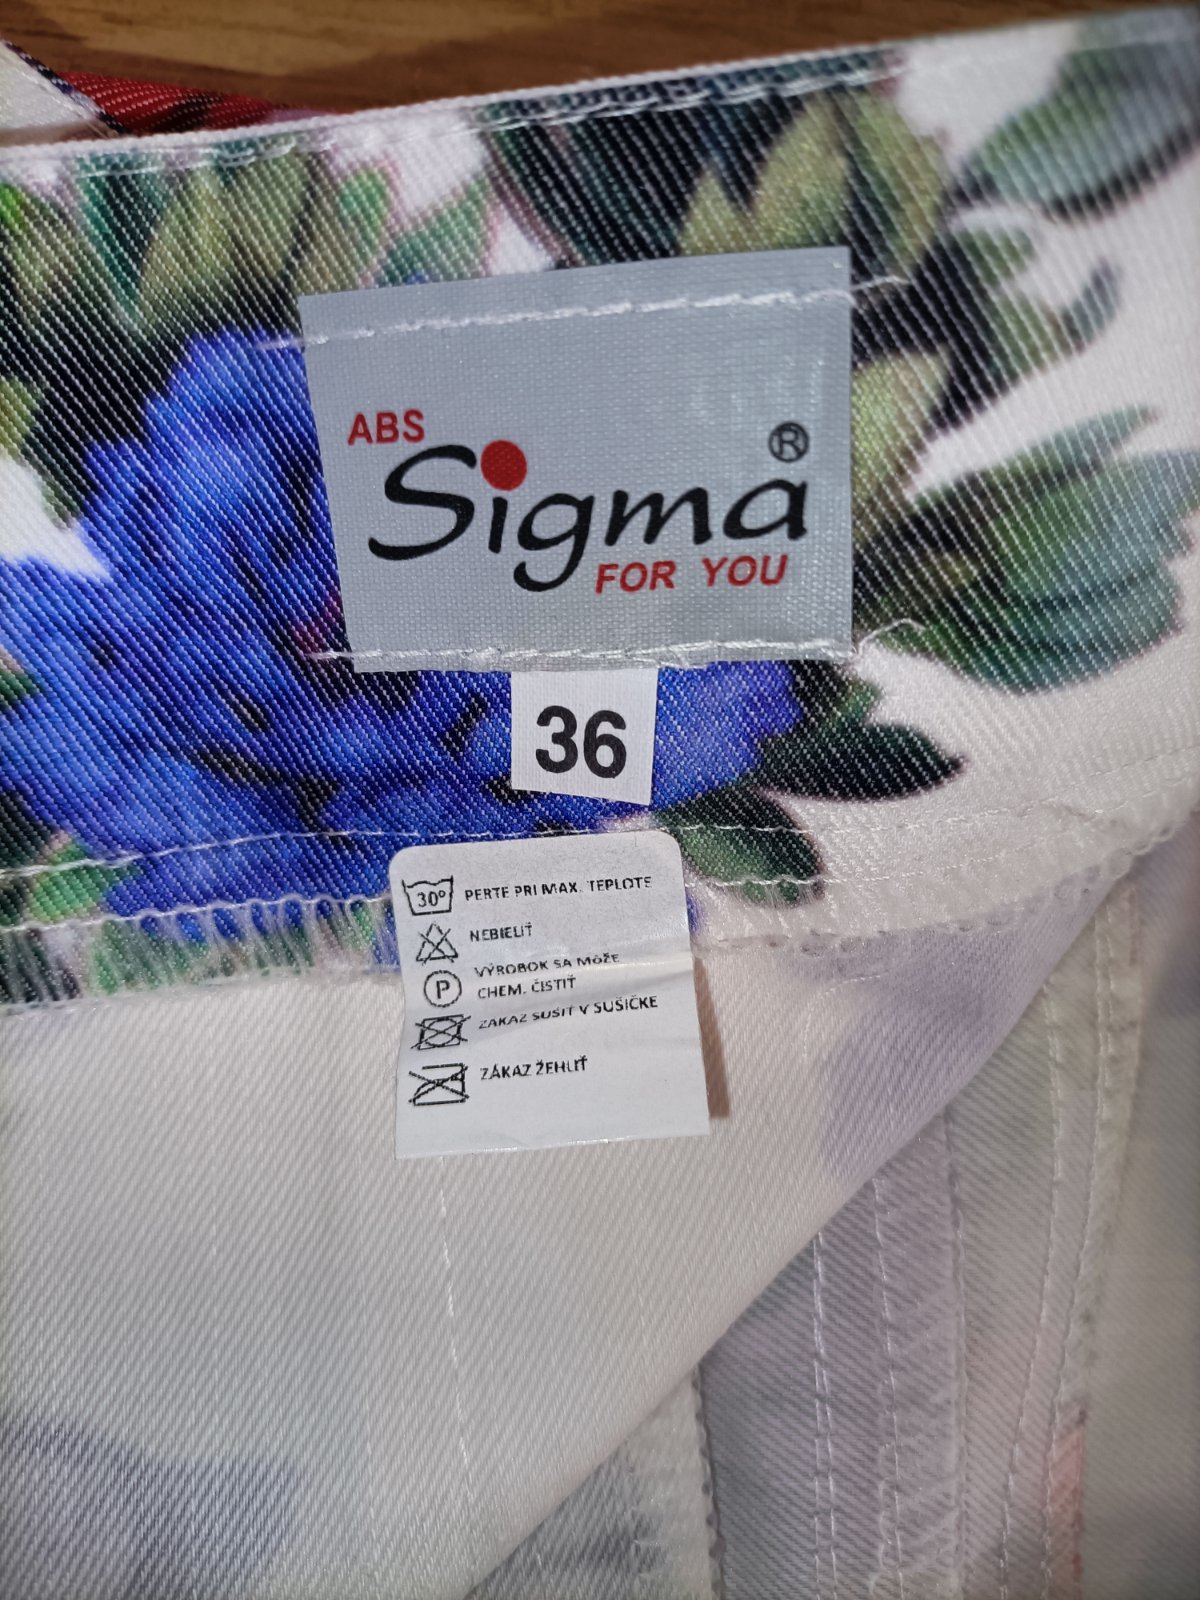 ABS
Sigma ®
FOR YOU
36
30° PERTE PRI MAX. TEPLOTE
NEBIELIŤ
VÝROBOK SA MÔŽE
P CHEM. ČISTIŤ
ZÁKAZ SUŠIŤ V SUŠIČKE
ZÁKAZ ŽEHLIŤ